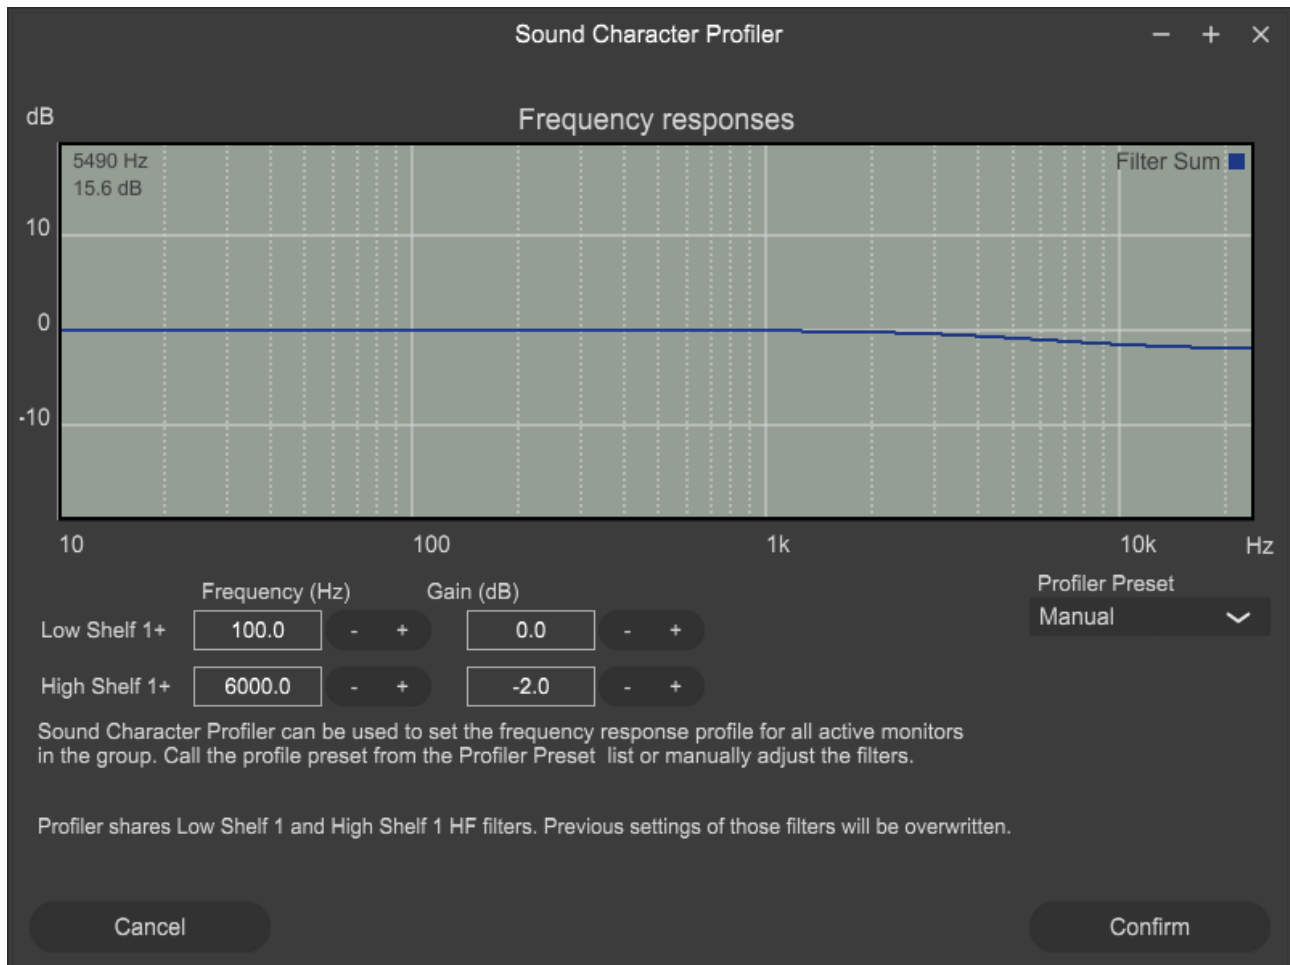 Sound Character Profiler
dB
Frequency responses
5490 Hz
15.6 dB
Filter Sum
10
0
-10
10 100 1k 10k Hz
Frequency (Hz) Gain (dB)
Profiler Preset
Manual
Low Shelf 1+ 100.0 - + 0.0 - +
High Shelf 1+ 6000.0 - + -2.0 - +
Sound Character Profiler can be used to set the frequency response profile for all active monitors
in the group. Call the profile preset from the Profiler Preset  list or manually adjust the filters.
Profiler shares Low Shelf 1 and High Shelf 1 HF filters. Previous settings of those filters will be overwritten.
Cancel Confirm